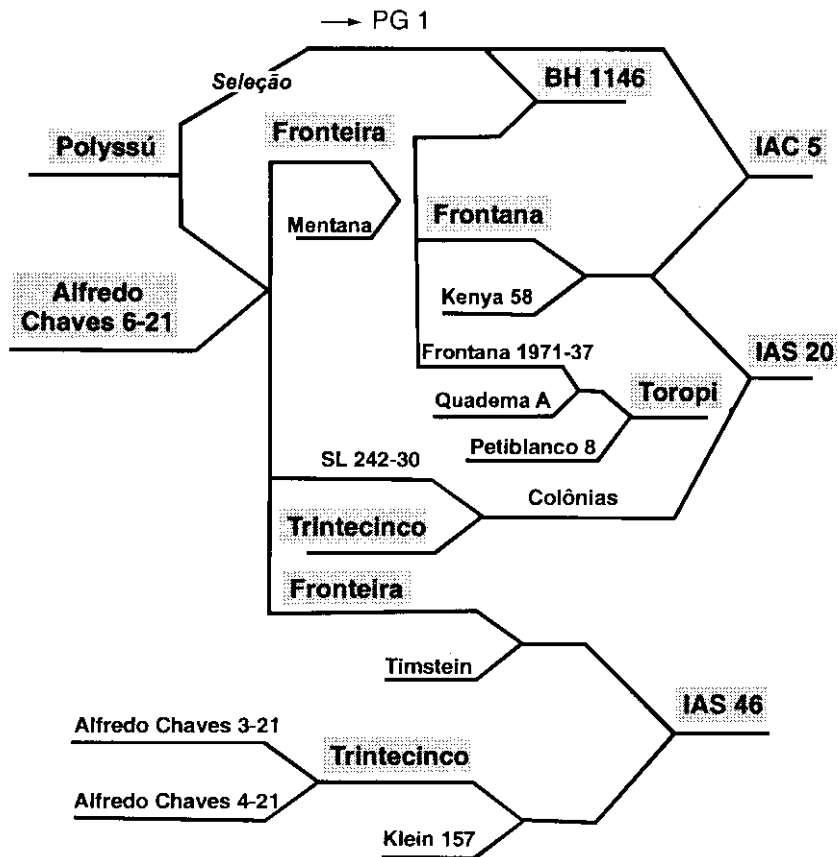 → PG 1
Seleção
BH 1146
Fronteira
Polyssú
IAC 5
Mentana
Frontana
Alfredo
Chaves 6-21
Kenya 58
Frontana 1971-37
IAS 20
Quaderna A
Toropi
Petiblanco 8
SL 242-30
Colônias
Trintecinco
Fronteira
Timstein
IAS 46
Alfredo Chaves 3-21
Trintecinco
Alfredo Chaves 4-21
Klein 157